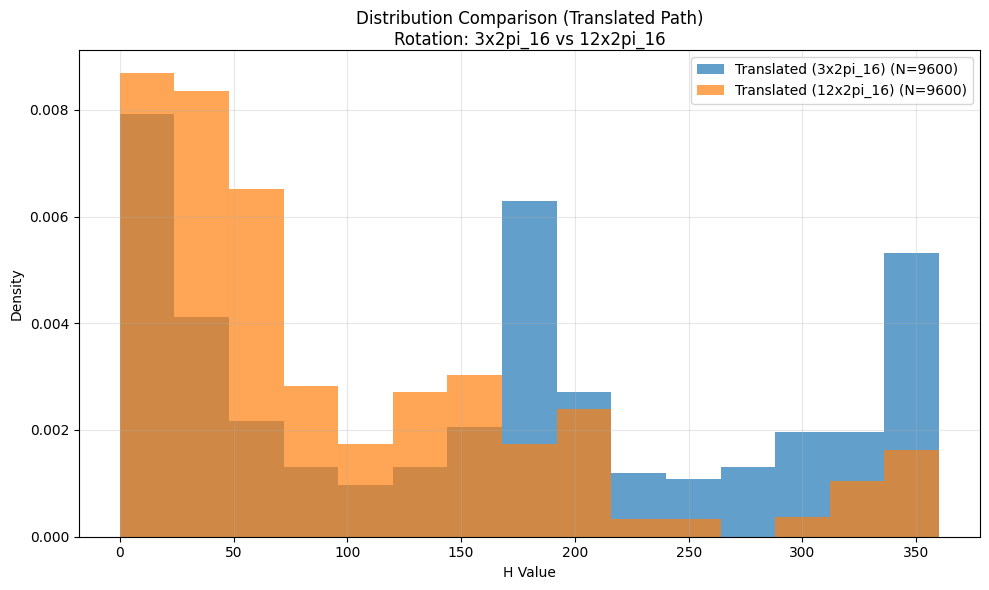 Distribution Comparison (Translated Path)
Rotation: 3x2pi_16 vs 12x2pi_16
Translated (3x2pi_16) (N=9600)
Translated (12x2pi_16) (N=9600)
Density
0.008
0.006
0.004
0.002
0.000
0 50 100 150 200 250 300 350
H Value